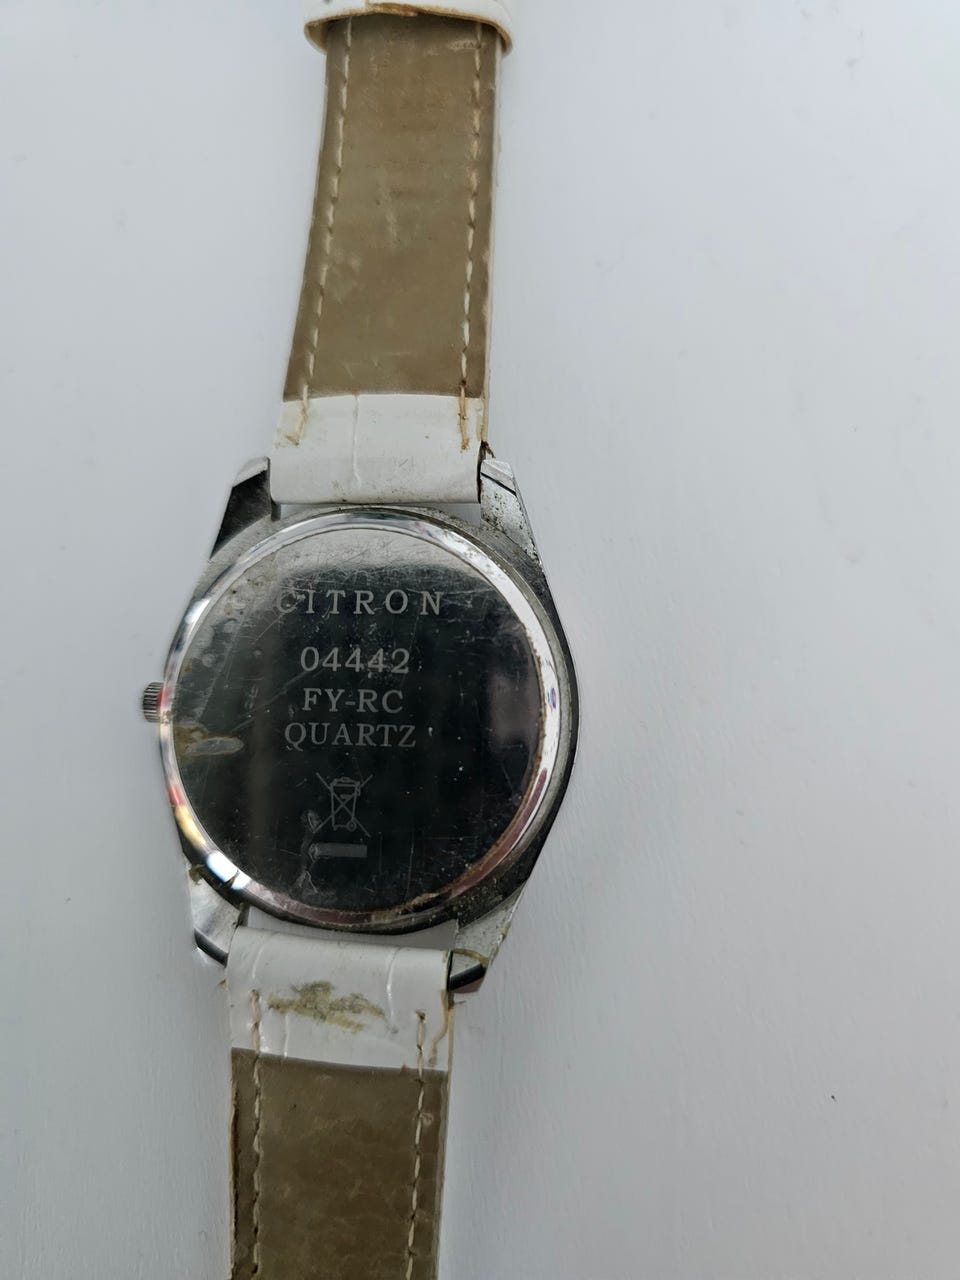 CITRON
04442
FY-RC
QUARTZ